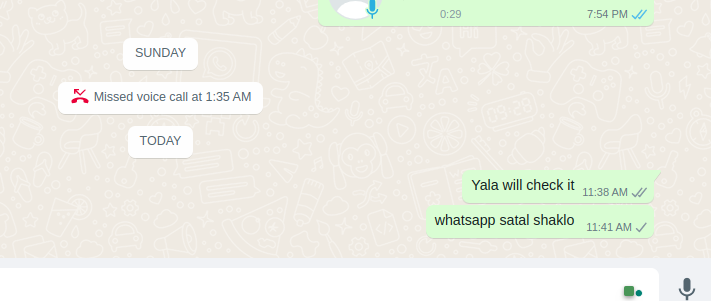 0:29 7:54 PM
SUNDAY
Missed voice call at 1:35 AM
TODAY
Yala will check it 11:38 AM
whatsapp satal shaklo 11:41 AM